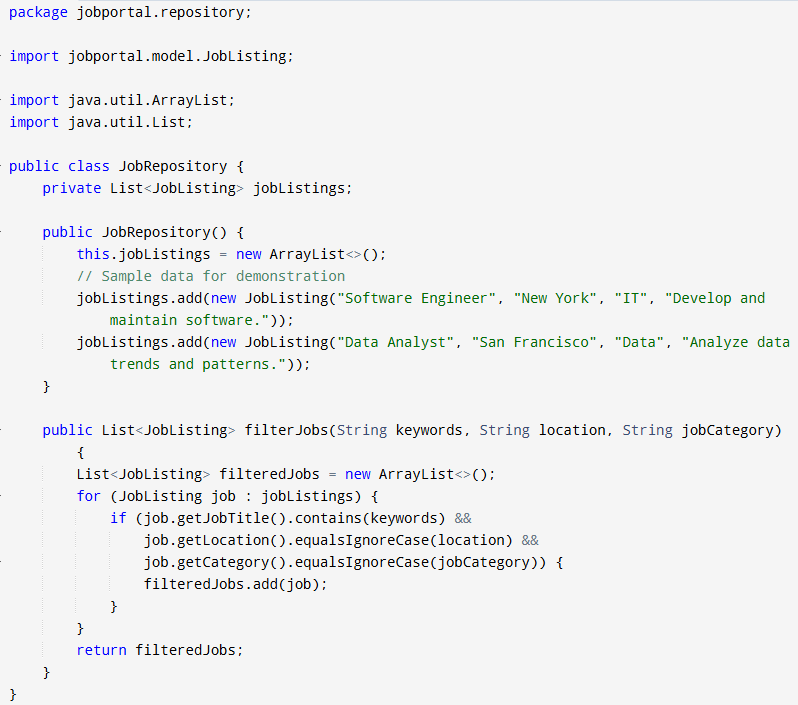 package jobportal.repository;
import jobportal.model.JobListing;
import java.util.ArrayList;
import java.util.List;
public class JobRepository {
private List<JobListing> jobListings;
public JobRepository() {
this.jobListings = new ArrayList<>();
// Sample data for demonstration
jobListings.add(new JobListing("Software Engineer", "New York", "IT", "Develop and
maintain software."));
jobListings.add(new JobListing("Data Analyst", "San Francisco", "Data", "Analyze data
trends and patterns."));
}
public List<JobListing> filterJobs(String keywords, String location, String jobCategory)
{
List<JobListing> filteredJobs = new ArrayList<>();
for (JobListing job : jobListings) {
if (job.getJobTitle().contains(keywords) &&
job.getLocation().equalsIgnoreCase(location) &&
job.getCategory().equalsIgnoreCase(jobCategory)) {
filteredJobs.add(job);
}
}
return filteredJobs;
}
}